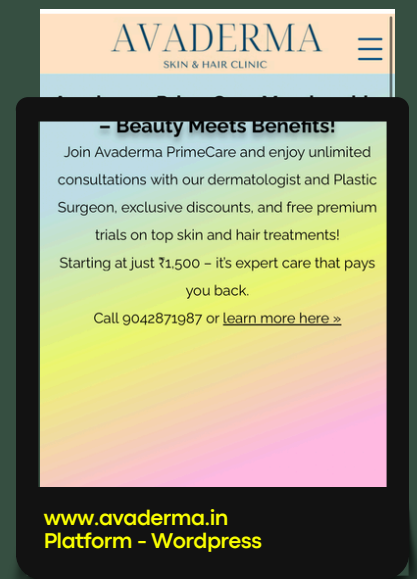 AVADERMA
SKIN & HAIR CLINIC
– Beauty Meets Benefits!
Join Avaderma PrimeCare and enjoy unlimited
consultations with our dermatologist and Plastic
Surgeon, exclusive discounts, and free premium
trials on top skin and hair treatments!
Starting at just ₹1,500 – it's expert care that pays
you back.
Call 9042871987 or learn more here »
www.avaderma.in
Platform - Wordpress